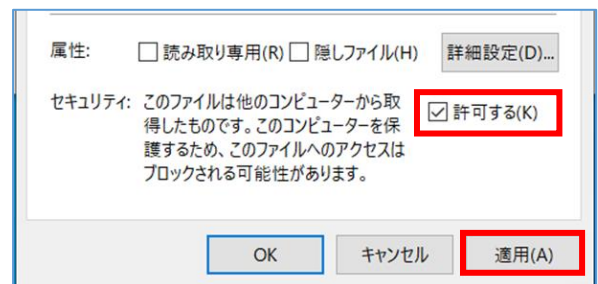 属性: 読み取り専用(R) 隠しファイル(H) 詳細設定(D)...
セキュリティ: このファイルは他のコンピューターから取
得したものです。このコンピューターを保
護するため、このファイルへのアクセスは
ブロックされる可能性があります。
許可する(K)
OK キャンセル 適用(A)